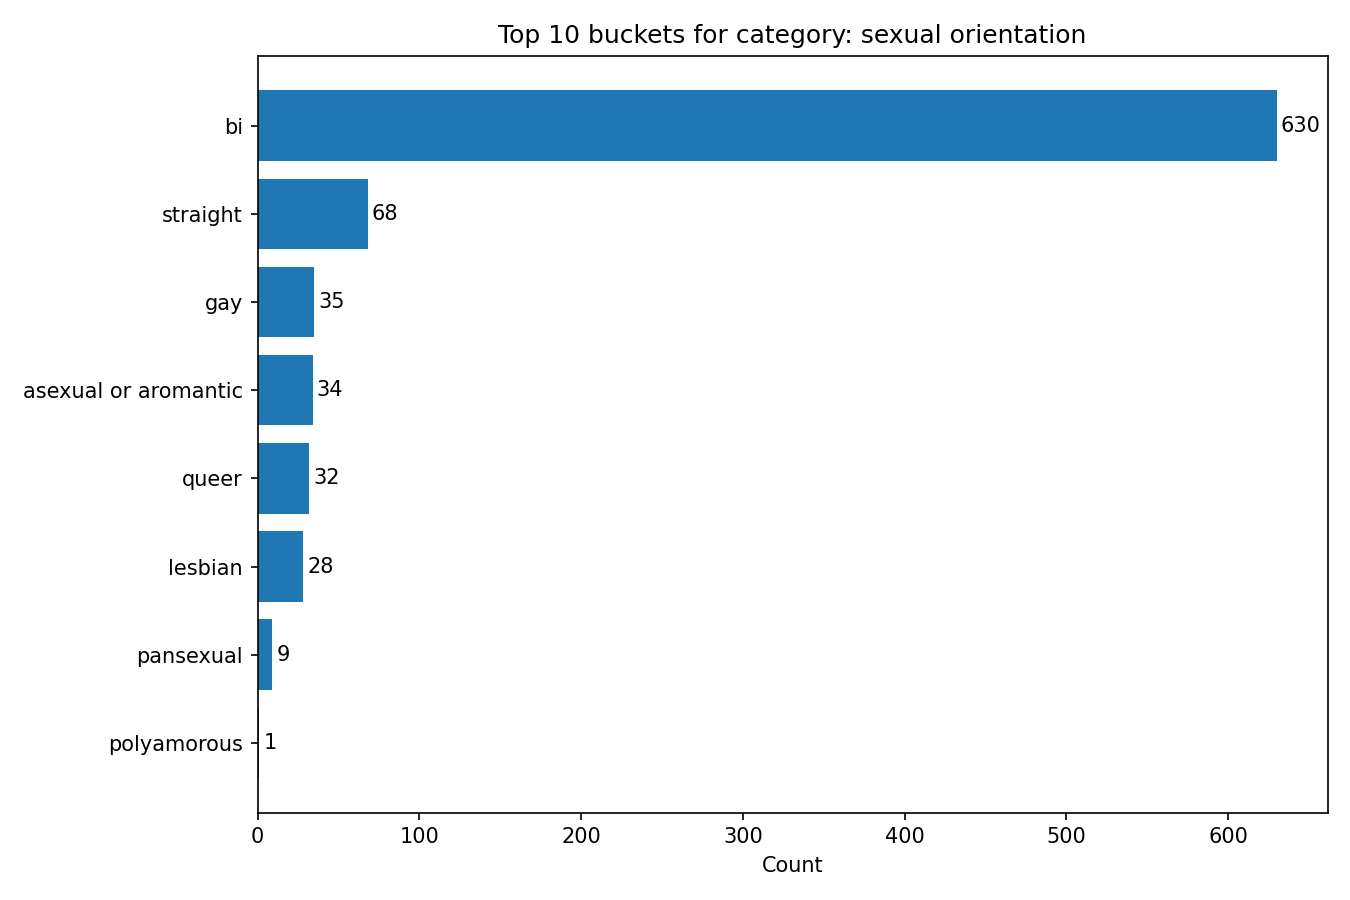 Top 10 buckets for category: sexual orientation
bi 630
straight 68
gay 35
asexual or aromantic 34
queer 32
lesbian 28
pansexual 9
polyamorous 1
0 100 200 300 400 500 600
Count